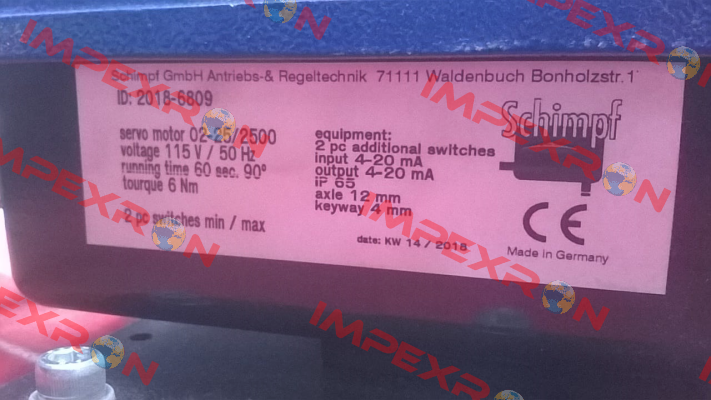 Schimpf GmbH Antriebs-& Regeltechnik 71111 Waldenbuch Bonholzstr.1
ID: 2018-6809
servo motor 02-25/2500
voltage 115 V / 50 Hz
running time 60 sec. 90°
tourque 6 Nm
2 pc switches min / max
equipment:
2 pc additional switches
input 4-20 mA
output 4-20 mA
iP 65
axle 12 mm
keyway 4 mm
date: KW 14 / 2018
Schimpf
CE
Made in Germany
IMPEXRON
IMPEXRON
IMPEXRON
IMPEXRON
IMPEXRON
IMPEXRON
IMPEXRON
IMPEXRON